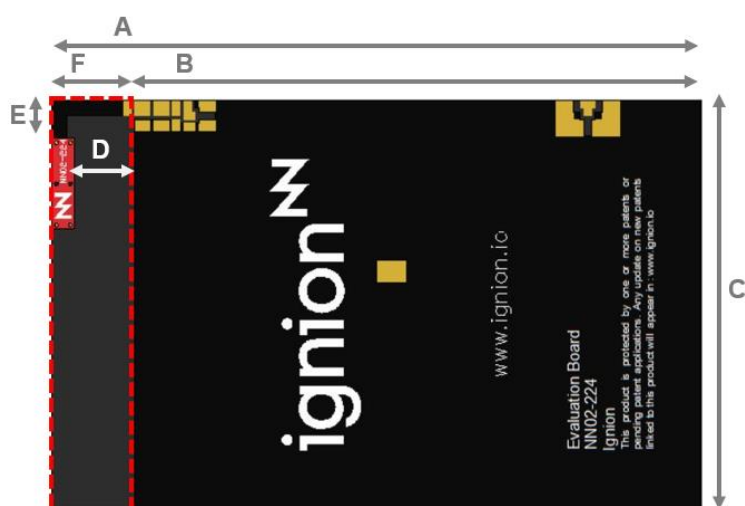 A
F
B
E
D
NN02-224
C
ignion
www.ignion.io
Evaluation Board
NN02-224
Ignion
This product is protected by one or more patents or
pending patent applications. Any update on new patents
linked to this product will appear in : www.ignion.io